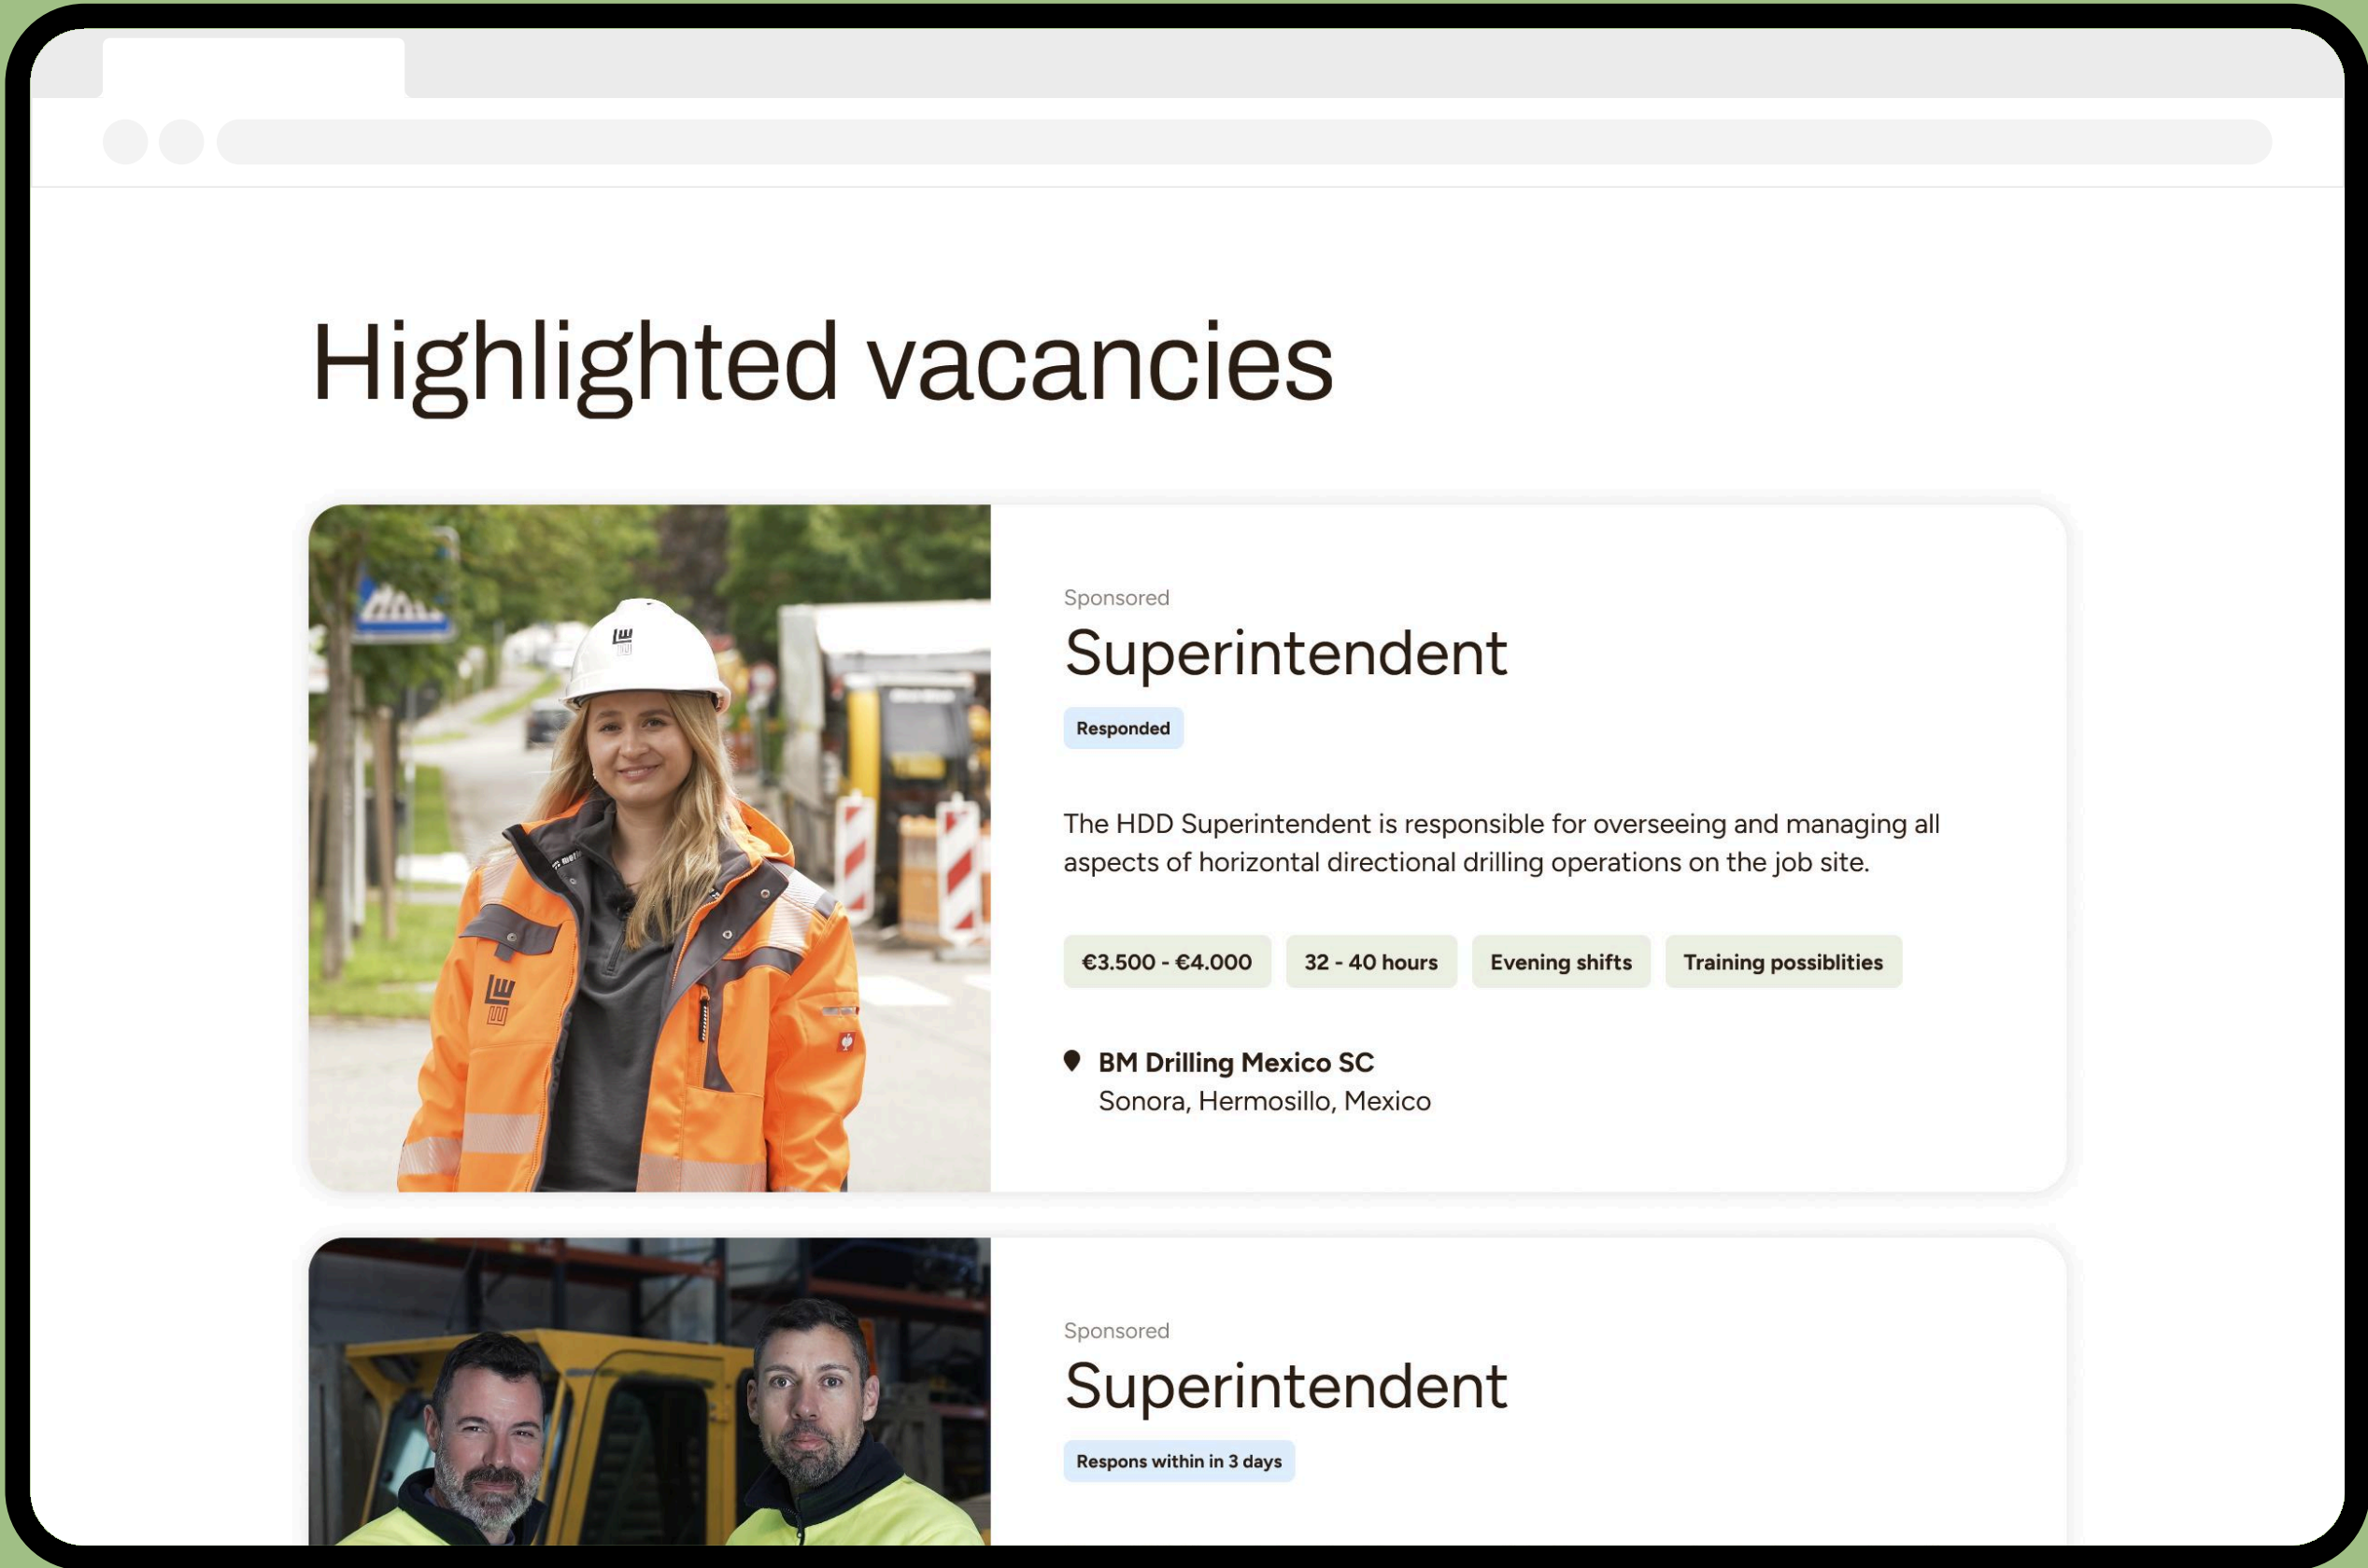 Highlighted vacancies
Sponsored
Superintendent
Responded
The HDD Superintendent is responsible for overseeing and managing all
aspects of horizontal directional drilling operations on the job site.
€3.500 - €4.000
32 - 40 hours
Evening shifts
Training possiblities
BM Drilling Mexico SC
Sonora, Hermosillo, Mexico
Sponsored
Superintendent
Respons within in 3 days